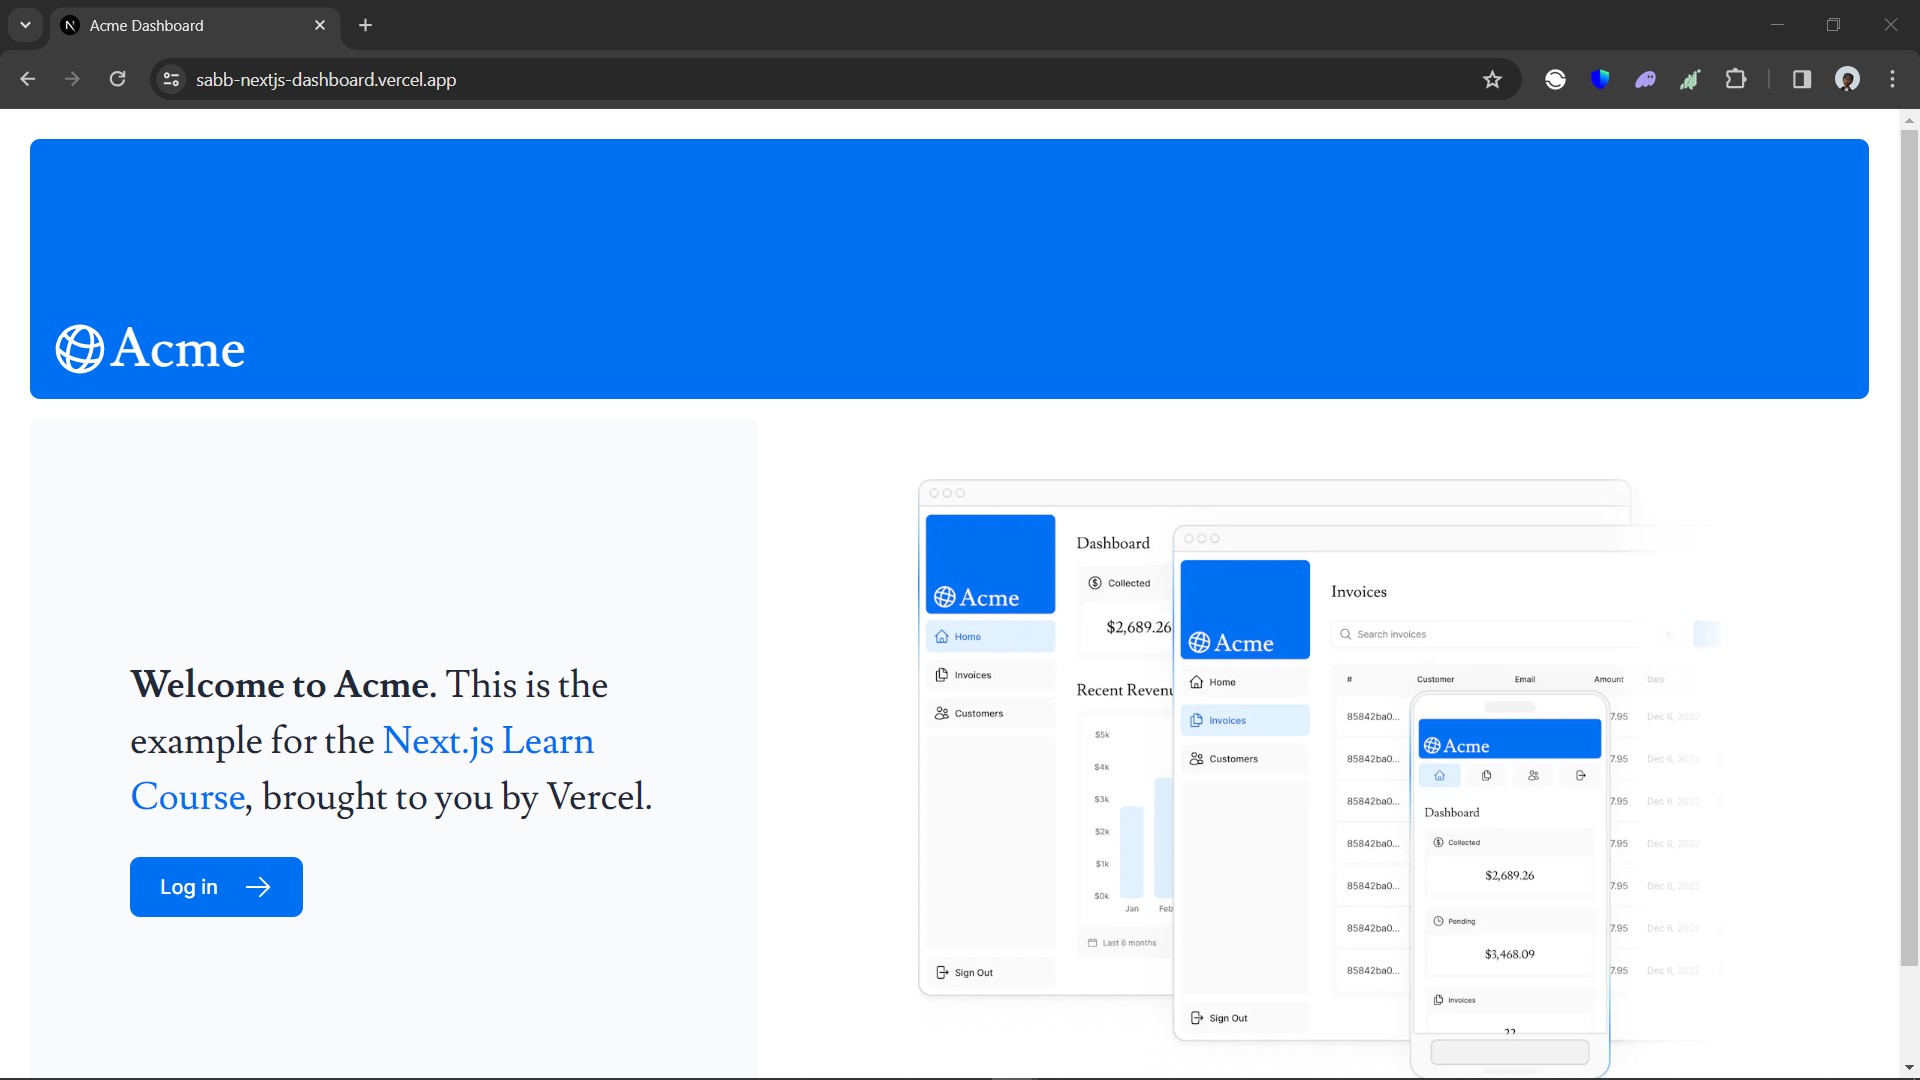 Acme Dashboard
sabb-nextjs-dashboard.vercel.app
Acme
Welcome to Acme. This is the
example for the Next.js Learn
Course, brought to you by Vercel.
Log in
Acme
Home
Invoices
Customers
Sign Out
Dashboard
Collected
$2,689.26
Recent Revenu
$5k
$4k
$3k
$2k
$1k
$0k
Jan Feb
Last 6 months
Acme
Home
Invoices
Customers
Sign Out
Invoices
Search invoices
# Customer Email Amount Date
85842ba0... 7.95 Dec 6, 2022
85842ba0... 7.95 Dec 6, 2022
85842ba0... 7.95 Dec 6, 2022
85842ba0... 7.95 Dec 6, 2022
85842ba0... 7.95 Dec 6, 2022
85842ba0... 7.95 Dec 6, 2022
85842ba0... 7.95 Dec 6, 2022
Acme
Dashboard
Collected
$2,689.26
Pending
$3,468.09
Invoices
22